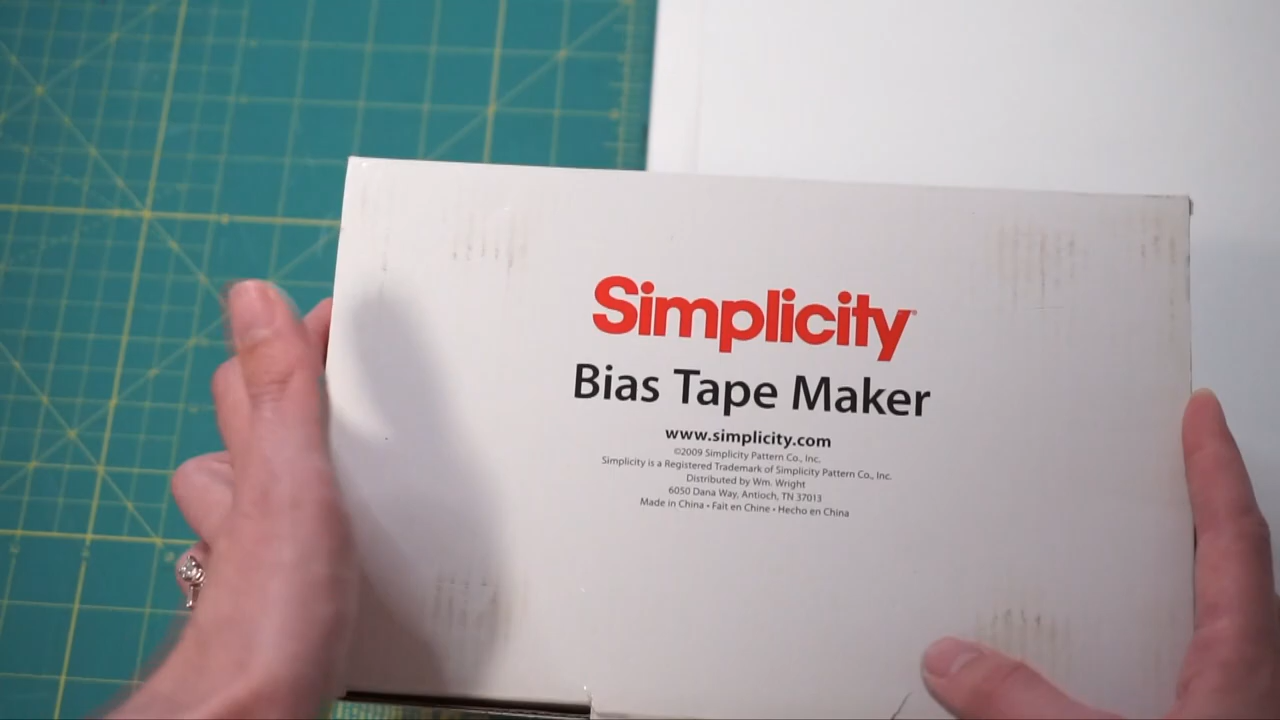 Simplicity
Bias Tape Maker
www.simplicity.com
©2009 Simplicity Pattern Co., Inc.
Simplicity is a Registered Trademark of Simplicity Pattern Co., Inc.
Distributed by Wm. Wright
6050 Dana Way, Antioch, TN 37013
Made in China • Fait en Chine • Hecho en China